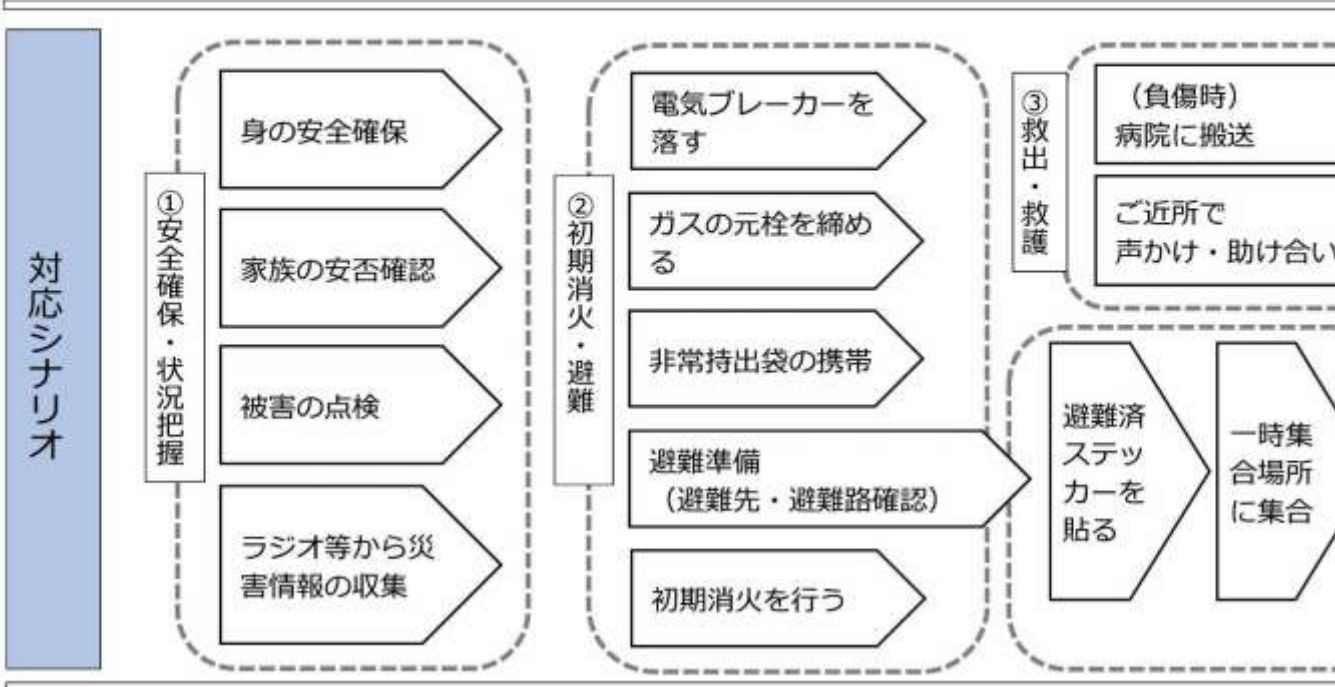 対応シナリオ
①安全確保・状況把握
身の安全確保
家族の安否確認
被害の点検
ラジオ等から災
害情報の収集
②初期消火・避難
電気ブレーカーを
落す
ガスの元栓を締め
る
非常持出袋の携帯
避難準備
（避難先・避難路確認）
初期消火を行う
③救出・救護
（負傷時）
病院に搬送
ご近所で
声かけ・助け合い
避難済
ステッ
カーを
貼る
一時集
合場所
に集合